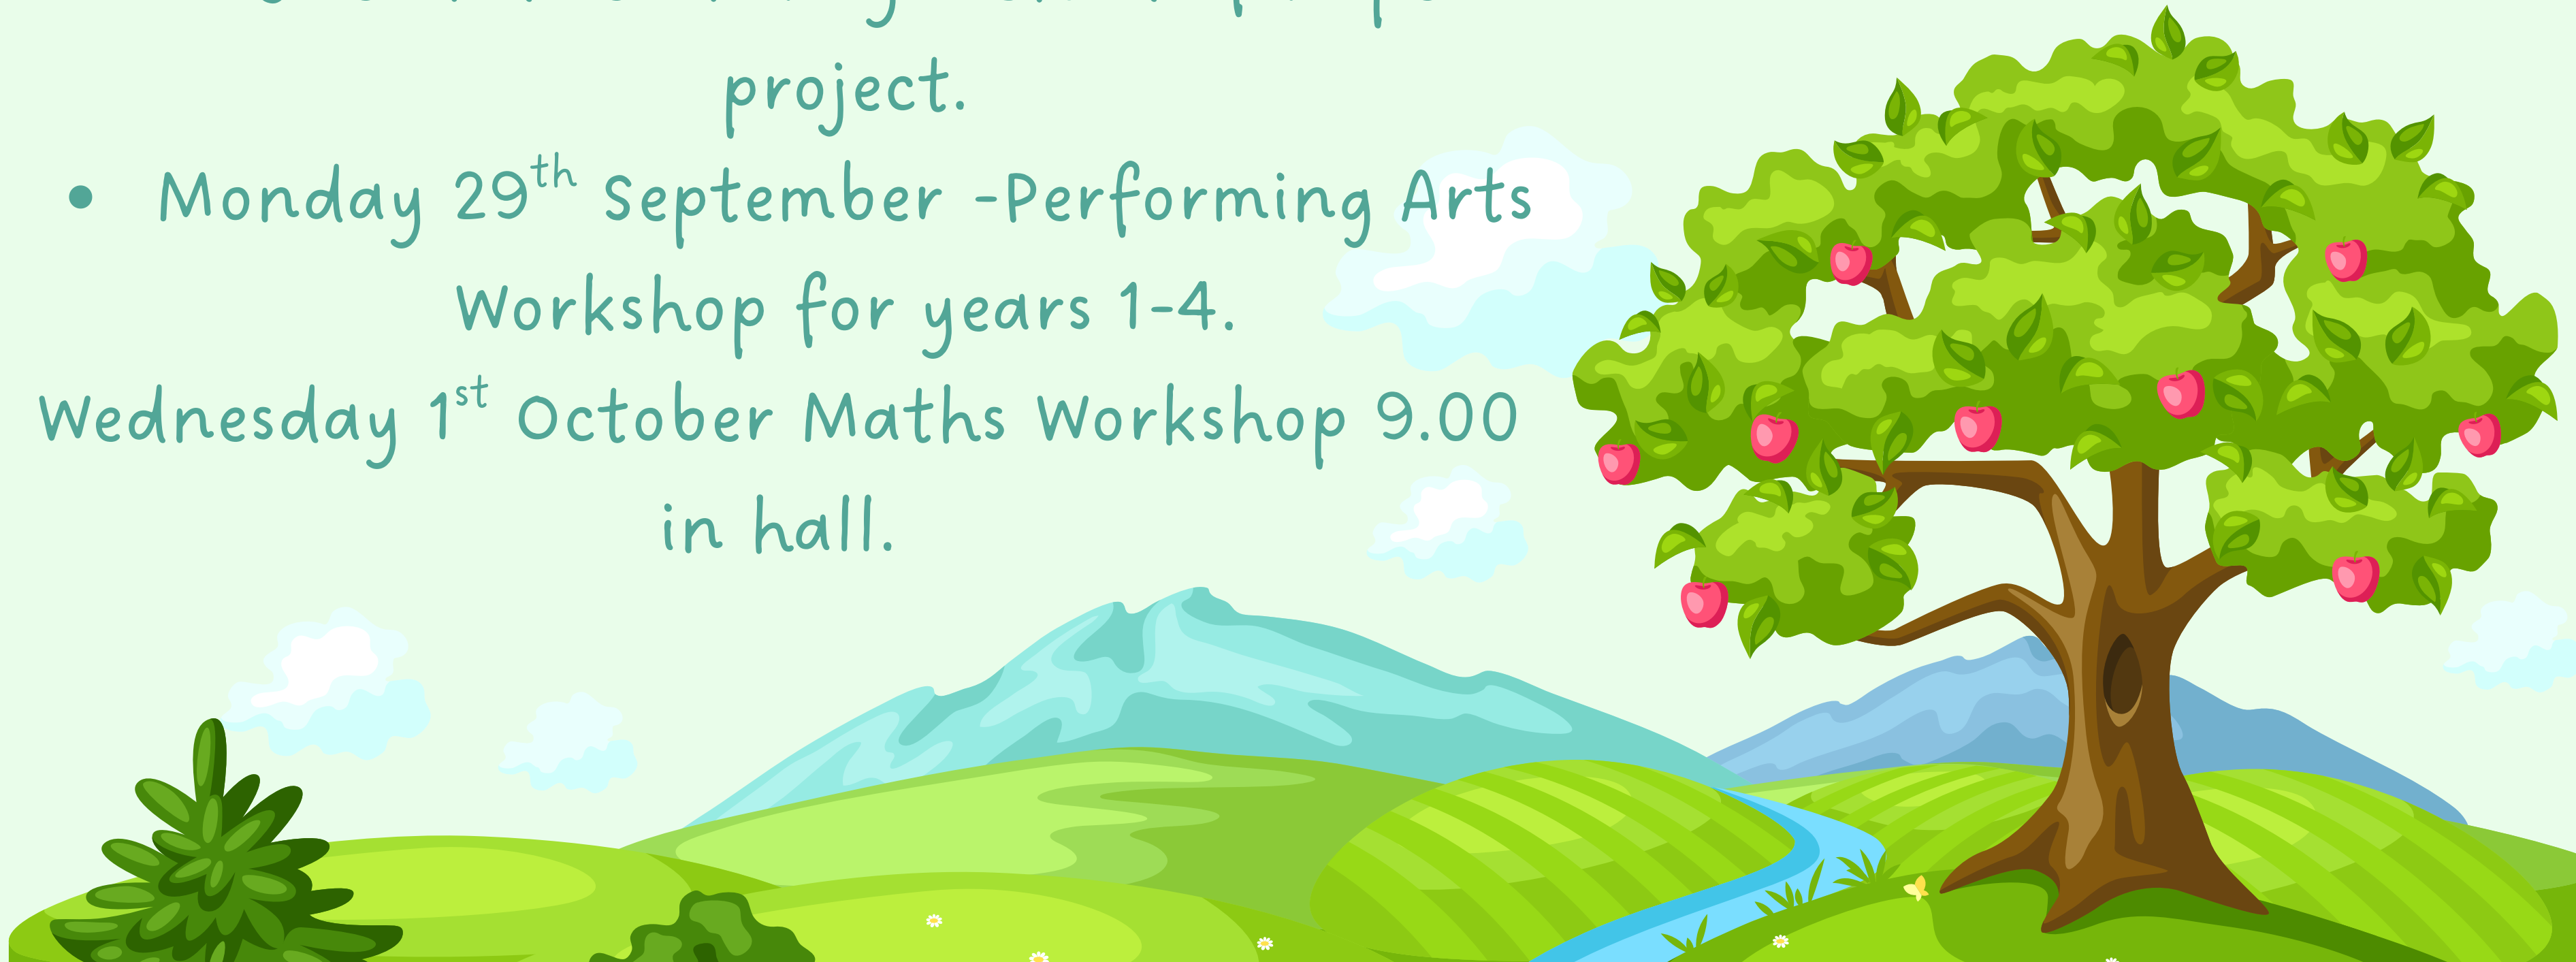 project.
• Monday 29th September -Performing Arts
Workshop for years 1-4.
Wednesday 1st October Maths Workshop 9.00
in hall.